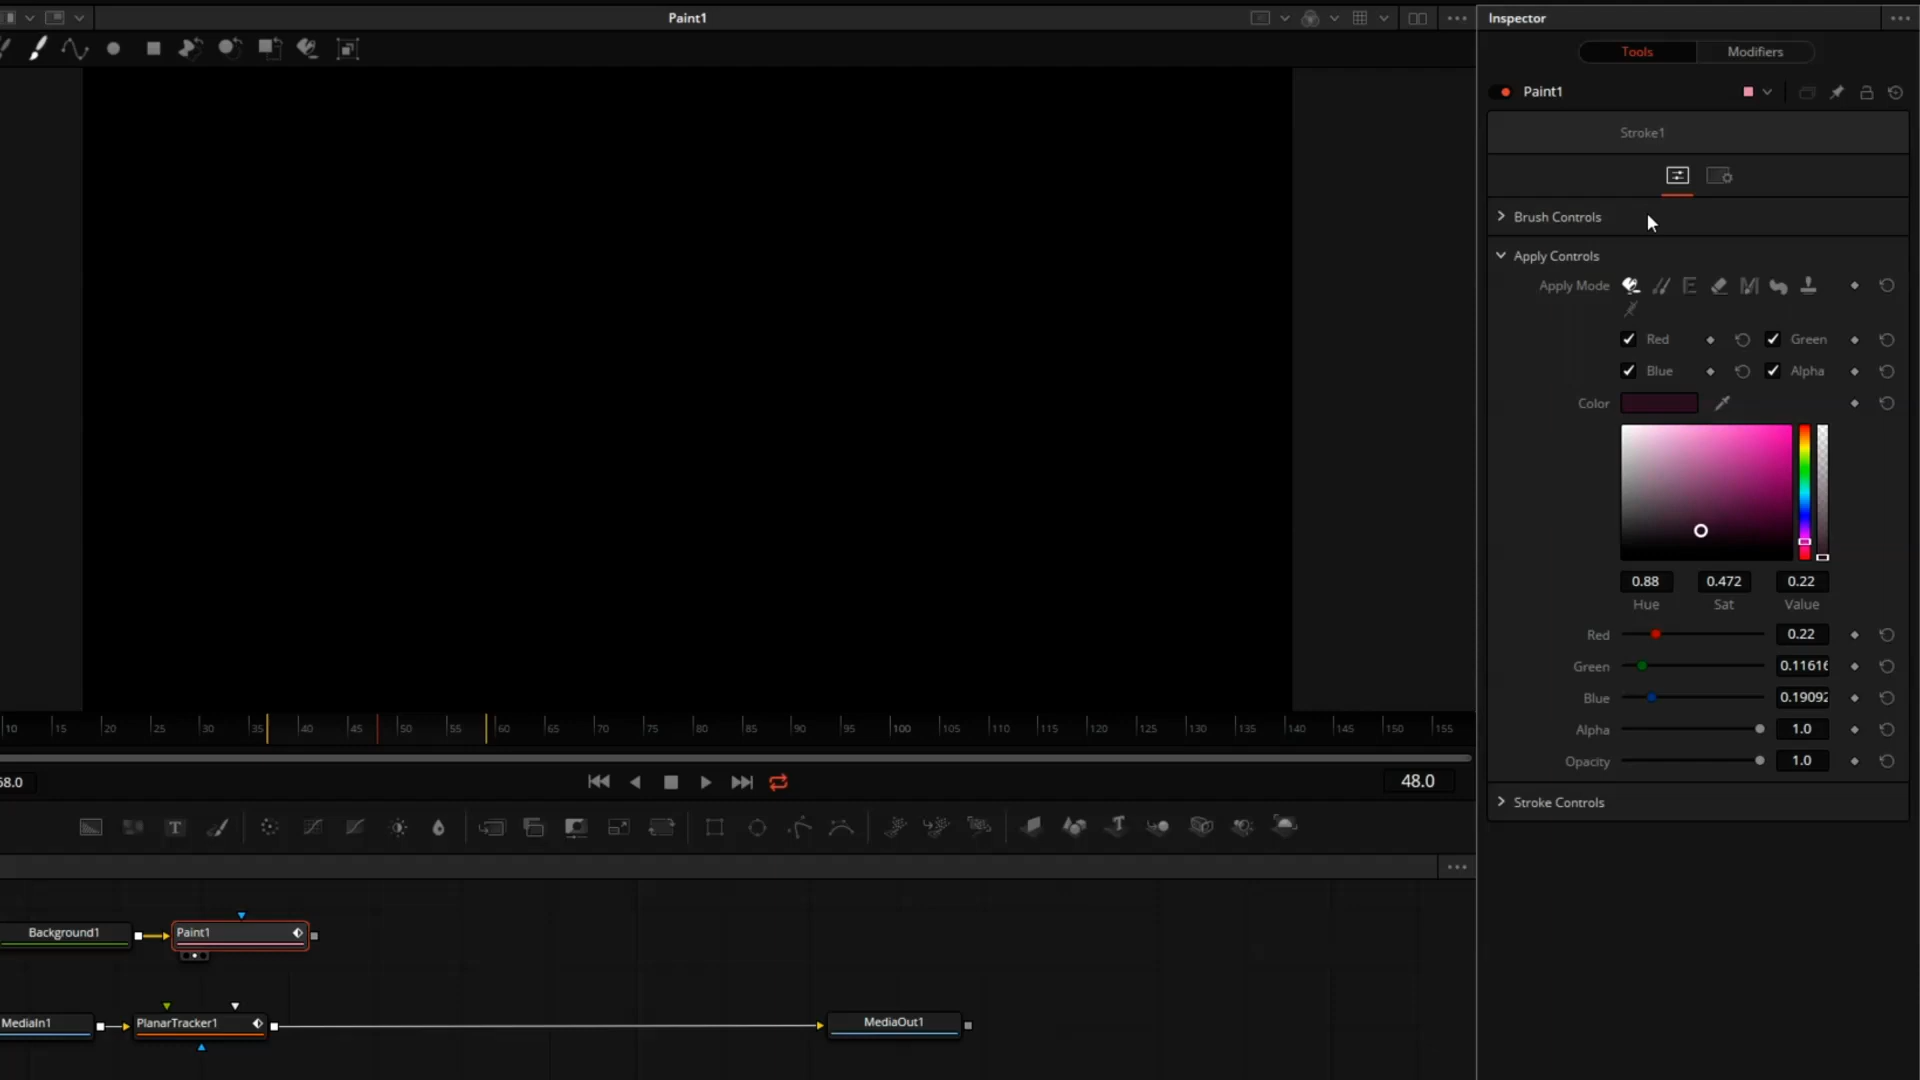 Paint1
Inspector
Tools
Modifiers
Paint1
Stroke1
Brush Controls
Apply Controls
Apply Mode
Red
Green
Blue
Alpha
Color
0.88
0.472
0.22
Hue
Sat
Value
Red
0.22
Green
0.11616
Blue
0.19092
Alpha
1.0
Opacity
1.0
Stroke Controls
10 15 20 25 30 35 40 45 50 55 60 65 70 75 80 85 90 95 100 105 110 115 120 125 130 135 140 145 150 155
48.0
Background1
Paint1
MediaIn1
PlanarTracker1
MediaOut1